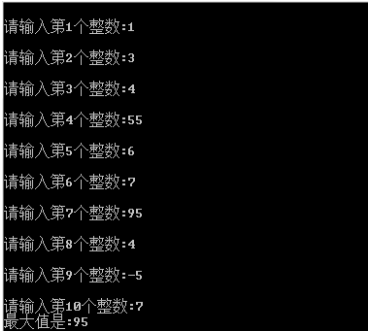 请输入第1个整数:1
请输入第2个整数:3
请输入第3个整数:4
请输入第4个整数:55
请输入第5个整数:6
请输入第6个整数:7
请输入第7个整数:95
请输入第8个整数:4
请输入第9个整数:-5
请输入第10个整数:7
最大值是:95